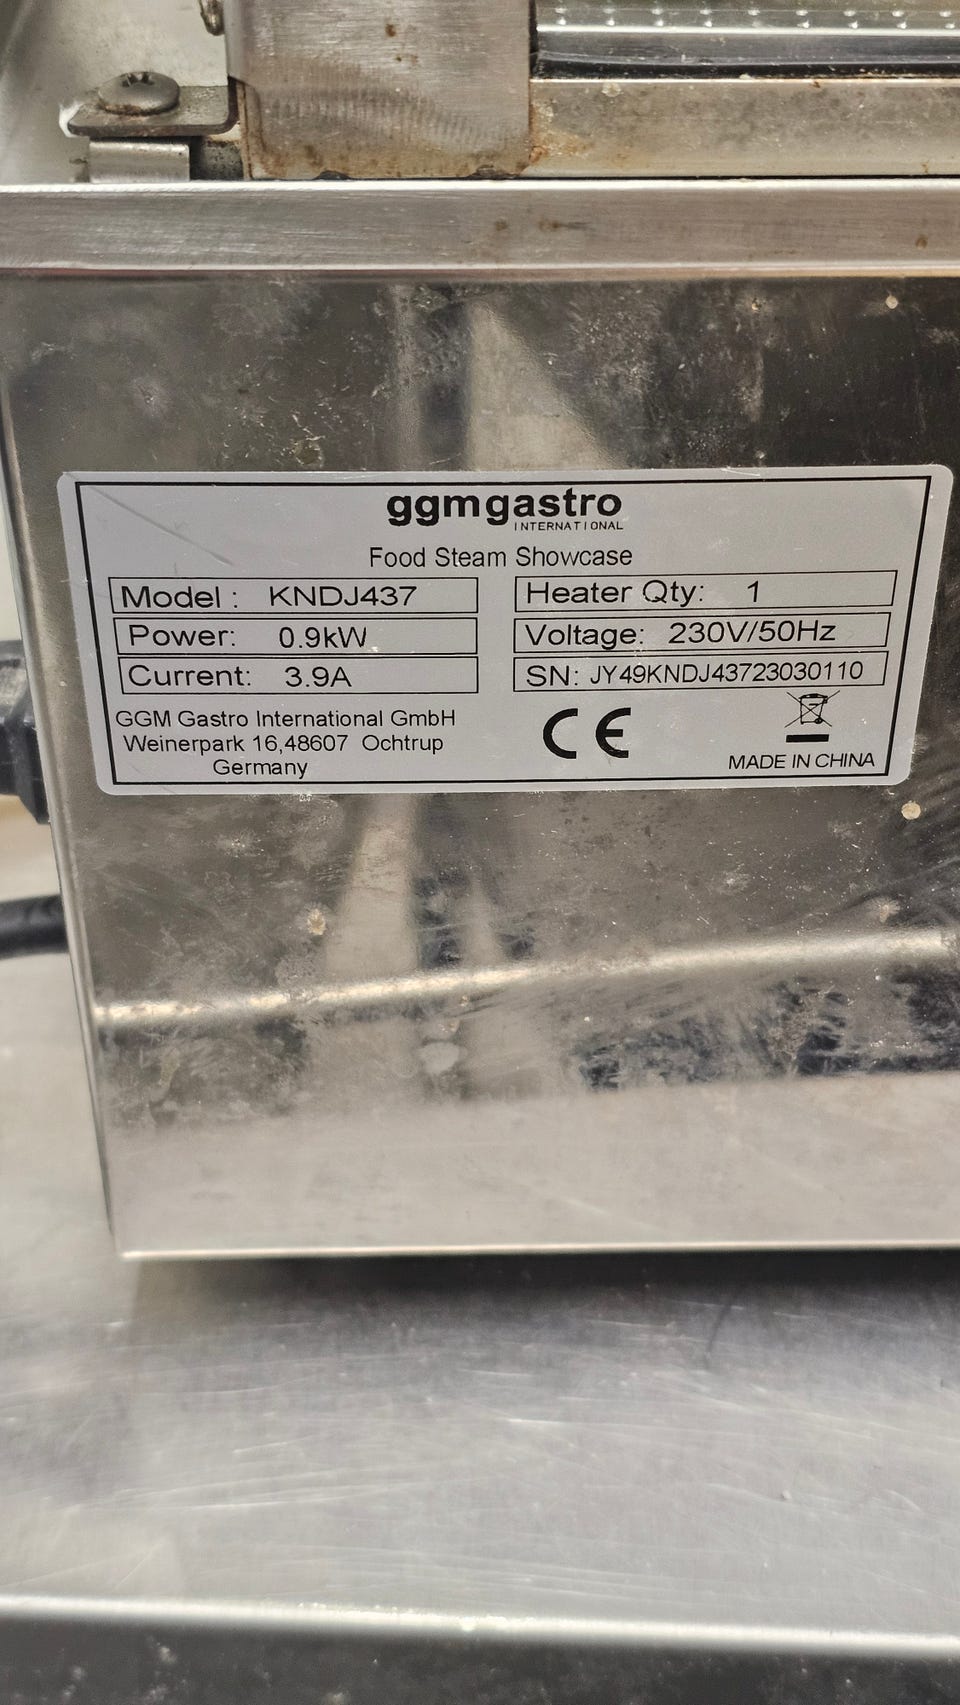 ggmgastro
INTERNATIONAL
Food Steam Showcase
Model : KNDJ437
Heater Qty: 1
Power: 0.9kW
Voltage: 230V/50Hz
Current: 3.9A
SN: JY49KNDJ43723030110
GGM Gastro International GmbH
Weinerpark 16,48607 Ochtrup
Germany
CE
MADE IN CHINA